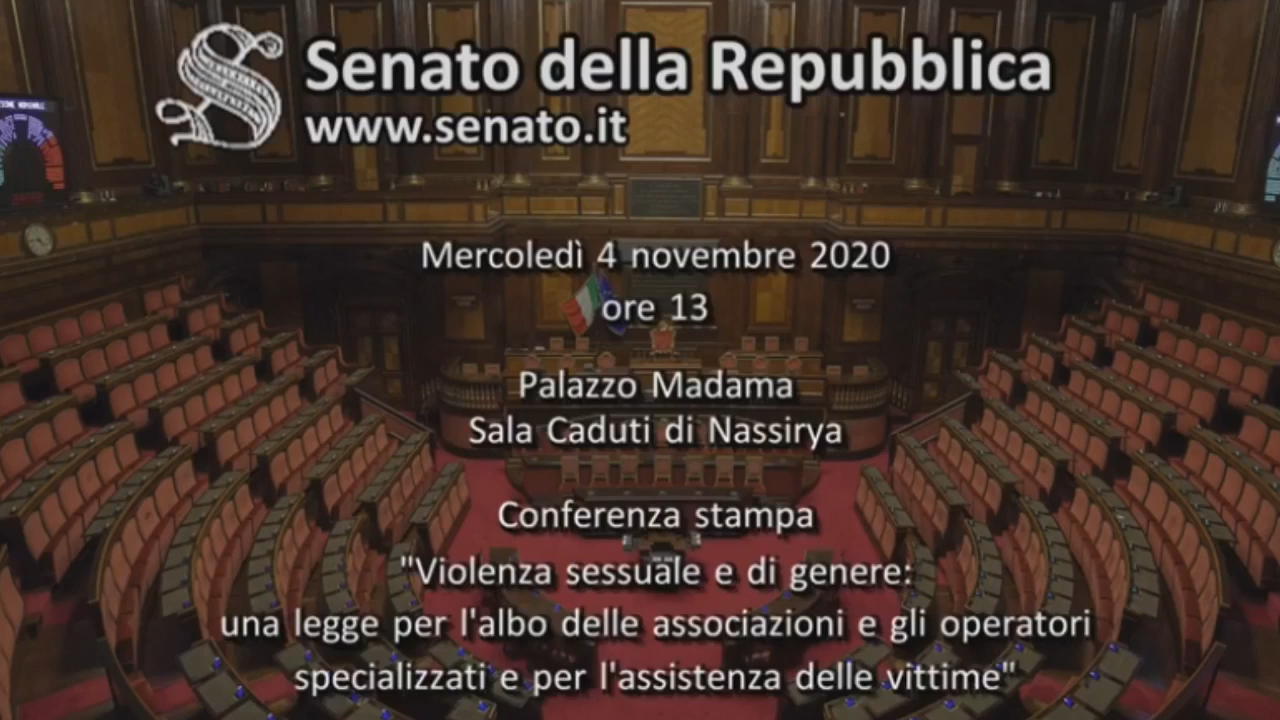 Senato della Repubblica
www.senato.it
Mercoledì 4 novembre 2020
ore 13
Palazzo Madama
Sala Caduti di Nassirya
Conferenza stampa
"Violenza sessuale e di genere:
una legge per l'albo delle associazioni e gli operatori
specializzati e per l'assistenza delle vittime"